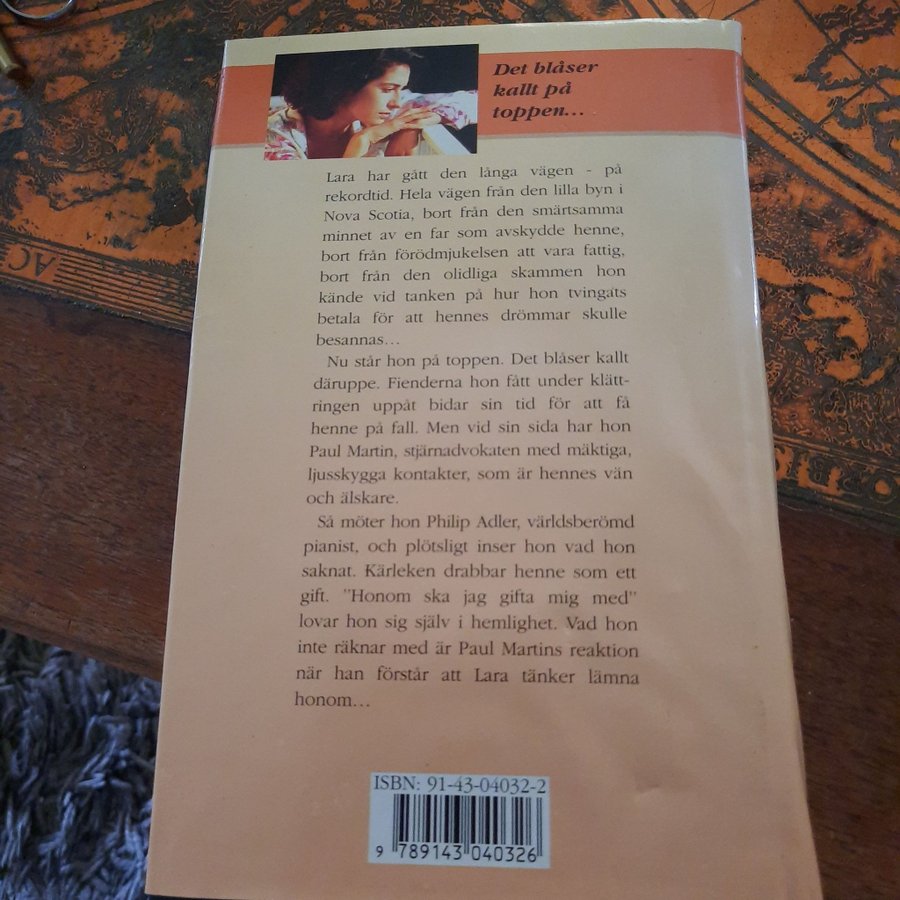 Det blåser
kallt på
toppen...
Lara har gått den långa vägen - på
rekordtid. Hela vägen från den lilla byn i
Nova Scotia, bort från den smärtsamma
minnet av en far som avskydde henne,
bort från förödmjukelsen att vara fattig,
bort från den olidliga skammen hon
kände vid tanken på hur hon tvingats
betala för att hennes drömmar skulle
besannas...
Nu står hon på toppen. Det blåser kallt
däruppe. Fienderna hon fått under klätt-
ringen uppåt bidar sin tid för att få
henne på fall. Men vid sin sida har hon
Paul Martin, stjärnadvokaten med mäktiga,
ljusskygga kontakter, som är hennes vän
och älskare.
Så möter hon Philip Adler, världsberömd
pianist, och plötsligt inser hon vad hon
saknat. Kärleken drabbar henne som ett
gift. "Honom ska jag gifta mig med"
lovar hon sig själv i hemlighet. Vad hon
inte räknar med är Paul Martins reaktion
när han förstår att Lara tänker lämna
honom...
ISBN: 91-43-04032-2
9 789143 040326
AC